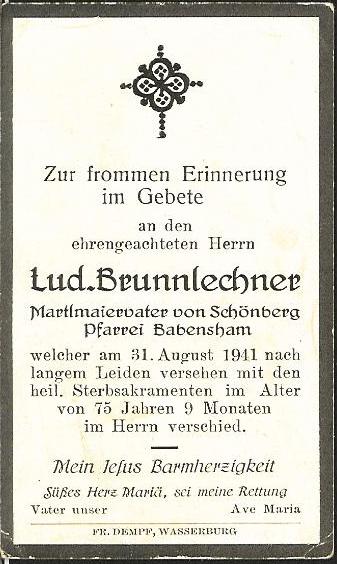 Zur frommen Erinnerung
im Gebete
an den
ehrengeachteten Herrn
Lud. Brunnlechner
Martlmaiervater von Schönberg
Pfarrei Babensham
welcher am 31. August 1941 nach
langem Leiden versehen mit den
heil. Sterbsakramenten im Alter
von 75 Jahren 9 Monaten
im Herrn verschied.
Mein Jesus Barmherzigkeit
Süßes Herz Mariä, sei meine Rettung
Vater unser Ave Maria
FR. DEMPF, WASSERBURG